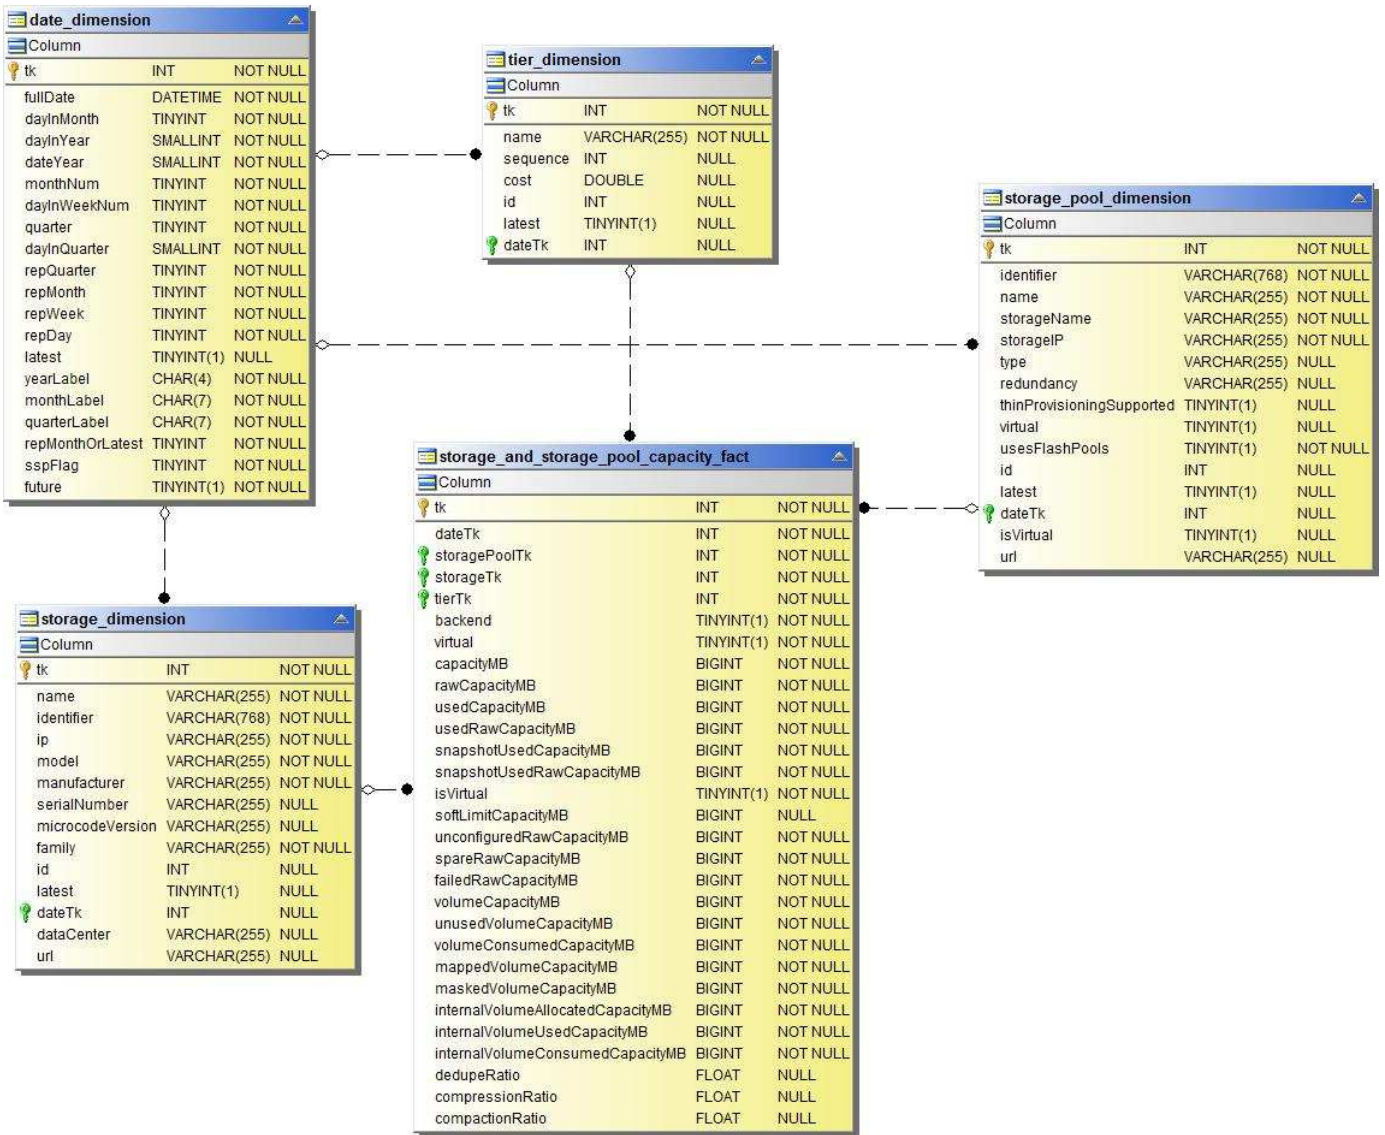 date_dimension
Column
tk INT NOT NULL
fullDate DATETIME NOT NULL
dayInMonth TINYINT NOT NULL
dayInYear SMALLINT NOT NULL
dateYear SMALLINT NOT NULL
monthNum TINYINT NOT NULL
dayInWeekNum TINYINT NOT NULL
quarter TINYINT NOT NULL
dayInQuarter SMALLINT NOT NULL
repQuarter TINYINT NOT NULL
repMonth TINYINT NOT NULL
repWeek TINYINT NOT NULL
repDay TINYINT NOT NULL
latest TINYINT(1) NULL
yearLabel CHAR(4) NOT NULL
monthLabel CHAR(7) NOT NULL
quarterLabel CHAR(7) NOT NULL
repMonthOrLatest TINYINT NOT NULL
sspFlag TINYINT NOT NULL
future TINYINT(1) NOT NULL
tier_dimension
Column
tk INT NOT NULL
name VARCHAR(255) NOT NULL
sequence INT NULL
cost DOUBLE NULL
id INT NULL
latest TINYINT(1) NULL
dateTk INT NULL
storage_pool_dimension
Column
tk INT NOT NULL
identifier VARCHAR(768) NOT NULL
name VARCHAR(255) NOT NULL
storageName VARCHAR(255) NOT NULL
storageIP VARCHAR(255) NOT NULL
type VARCHAR(255) NULL
redundancy VARCHAR(255) NULL
thinProvisioningSupported TINYINT(1) NULL
virtual TINYINT(1) NULL
usesFlashPools TINYINT(1) NOT NULL
id INT NULL
latest TINYINT(1) NULL
dateTk INT NULL
isVirtual TINYINT(1) NULL
url VARCHAR(255) NULL
storage_and_storage_pool_capacity_fact
Column
tk INT NOT NULL
dateTk INT NOT NULL
storagePoolTk INT NOT NULL
storageTk INT NOT NULL
tierTk INT NOT NULL
backend TINYINT(1) NOT NULL
virtual TINYINT(1) NOT NULL
capacityMB BIGINT NOT NULL
rawCapacityMB BIGINT NOT NULL
usedCapacityMB BIGINT NOT NULL
usedRawCapacityMB BIGINT NOT NULL
snapshotUsedCapacityMB BIGINT NOT NULL
snapshotUsedRawCapacityMB BIGINT NOT NULL
isVirtual TINYINT(1) NOT NULL
softLimitCapacityMB BIGINT NULL
unconfiguredRawCapacityMB BIGINT NOT NULL
spareRawCapacityMB BIGINT NOT NULL
failedRawCapacityMB BIGINT NOT NULL
volumeCapacityMB BIGINT NOT NULL
unusedVolumeCapacityMB BIGINT NOT NULL
volumeConsumedCapacityMB BIGINT NOT NULL
mappedVolumeCapacityMB BIGINT NOT NULL
maskedVolumeCapacityMB BIGINT NOT NULL
internalVolumeAllocatedCapacityMB BIGINT NOT NULL
internalVolumeUsedCapacityMB BIGINT NOT NULL
internalVolumeConsumedCapacityMB BIGINT NOT NULL
dedupeRatio FLOAT NULL
compressionRatio FLOAT NULL
compactionRatio FLOAT NULL
storage_dimension
Column
tk INT NOT NULL
name VARCHAR(255) NOT NULL
identifier VARCHAR(768) NOT NULL
ip VARCHAR(255) NOT NULL
model VARCHAR(255) NOT NULL
manufacturer VARCHAR(255) NOT NULL
serialNumber VARCHAR(255) NULL
microcodeVersion VARCHAR(255) NULL
family VARCHAR(255) NOT NULL
id INT NULL
latest TINYINT(1) NULL
dateTk INT NULL
dataCenter VARCHAR(255) NULL
url VARCHAR(255) NULL